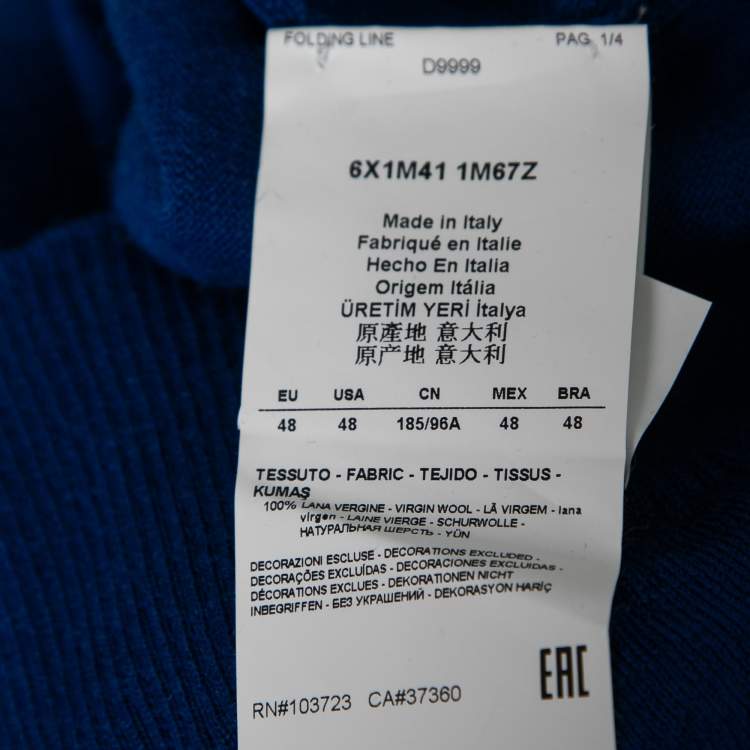 FOLDING LINE PAG. 1/4
D9999
6X1M41 1M67Z
Made in Italy
Fabriqué en Italie
Hecho En Italia
Origem Itália
ÜRETİM YERİ İtalya
原產地 意大利
原产地 意大利
EU USA CN MEX BRA
48 48 185/96A 48 48
TESSUTO - FABRIC - TEJIDO - TISSUS -
KUMAŞ
100% LANA VERGINE - VIRGIN WOOL - LÃ VIRGEM - lana
virgen - LAINE VIERGE - SCHURWOLLE -
НАТУРАЛЬНАЯ ШЕРСТЬ - YÜN
DECORAZIONI ESCLUSE - DECORATIONS EXCLUDED -
DECORAÇÕES EXCLUÍDAS - DECORACIONES EXCLUIDAS -
DÉCORATIONS EXCLUES - DEKORATIONEN NICHT
INBEGRIFFEN - БЕЗ УКРАШЕНИЙ - DEKORASYON HARİÇ
EAC
RN#103723 CA#37360